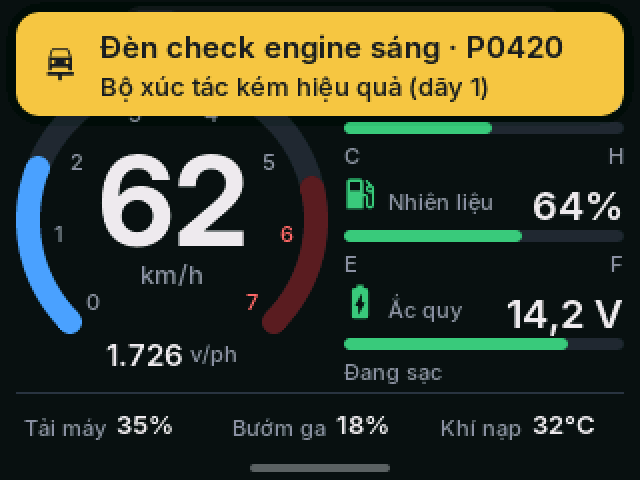 Đèn check engine sáng · P0420
Bộ xúc tác kém hiệu quả (dãy 1)
C H
2 5
62
Nhiên liệu 64%
1 6
km/h
E F
0 7
Ắc quy 14,2 V
1.726 v/ph
Đang sạc
Tải máy 35% Bướm ga 18% Khí nạp 32°C